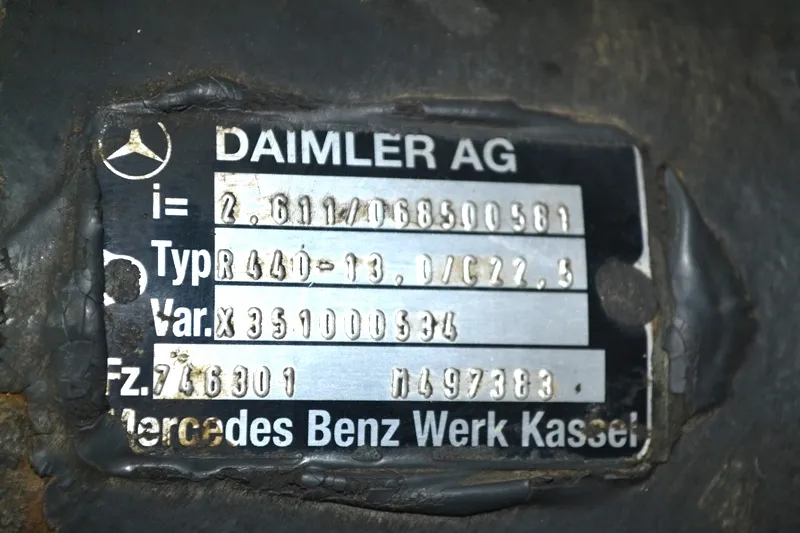 DAIMLER AG
i= 2.611/068500581
Typ R440-13,0/C22,5
Var. X351000534
Fz. 746301 M497383.
Mercedes Benz Werk Kassel